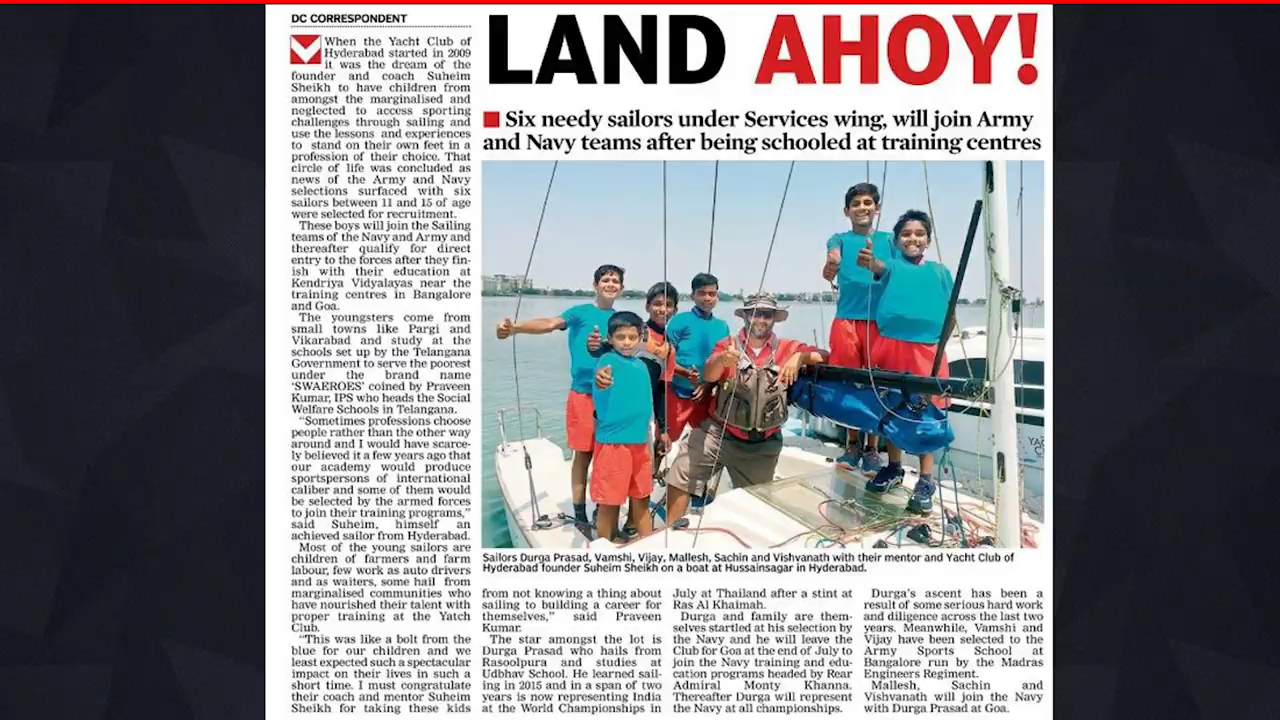 DC CORRESPONDENT
When the Yacht Club of
Hyderabad started in 2009
it was the dream of the
founder and coach Suheim
Sheikh to have children from
amongst the marginalised and
neglected to access sporting
challenges through sailing and
use the lessons and experiences
to stand on their own feet in a
profession of their choice. That
circle of life was concluded as
news of the Army and Navy
selections surfaced with six
sailors between 11 and 15 of age
were selected for recruitment.
These boys will join the Sailing
teams of the Navy and Army and
thereafter qualify for direct
entry to the forces after they fin-
ish with their education at
Kendriya Vidyalayas near the
training centres in Bangalore
and Goa.
The youngsters come from
small towns like Pargi and
Vikarabad and study at the
schools set up by the Telangana
Government to serve the poorest
under the brand name
'SWAEROES' coined by Praveen
Kumar, IPS who heads the Social
Welfare Schools in Telangana.
"Sometimes professions choose
people rather than the other way
around and I would have scarce-
ly believed it a few years ago that
our academy would produce
sportspersons of international
caliber and some of them would
be selected by the armed forces
to join their training programs,"
said Suheim, himself an
achieved sailor from Hyderabad.
Most of the young sailors are
children of farmers and farm
labour, few work as auto drivers
and as waiters, some hail from
marginalised communities who
have nourished their talent with
proper training at the Yatch
Club.
"This was like a bolt from the
blue for our children and we
least expected such a spectacular
impact on their lives in such a
short time. I must congratulate
their coach and mentor Suheim
Sheikh for taking these kids
LAND AHOY!
Six needy sailors under Services wing, will join Army
and Navy teams after being schooled at training centres
Sailors Durga Prasad, Vamshi, Vijay, Mallesh, Sachin and Vishvanath with their mentor and Yacht Club of
Hyderabad founder Suheim Sheikh on a boat at Hussainsagar in Hyderabad.
from not knowing a thing about
sailing to building a career for
themselves," said Praveen
Kumar.
The star amongst the lot is
Durga Prasad who hails from
Rasoolpura and studies at
Udbhav School. He learned sail-
ing in 2015 and in a span of two
years is now representing India
at the World Championships in
July at Thailand after a stint at
Ras Al Khaimah.
Durga and family are them-
selves startled at his selection by
the Navy and he will leave the
Club for Goa at the end of July to
join the Navy training and edu-
cation programs headed by Rear
Admiral Monty Khanna.
Thereafter Durga will represent
the Navy at all championships.
Durga's ascent has been a
result of some serious hard work
and diligence across the last two
years. Meanwhile, Vamshi and
Vijay have been selected to the
Army Sports School at
Bangalore run by the Madras
Engineers Regiment.
Mallesh, Sachin and
Vishvanath will join the Navy
with Durga Prasad at Goa.